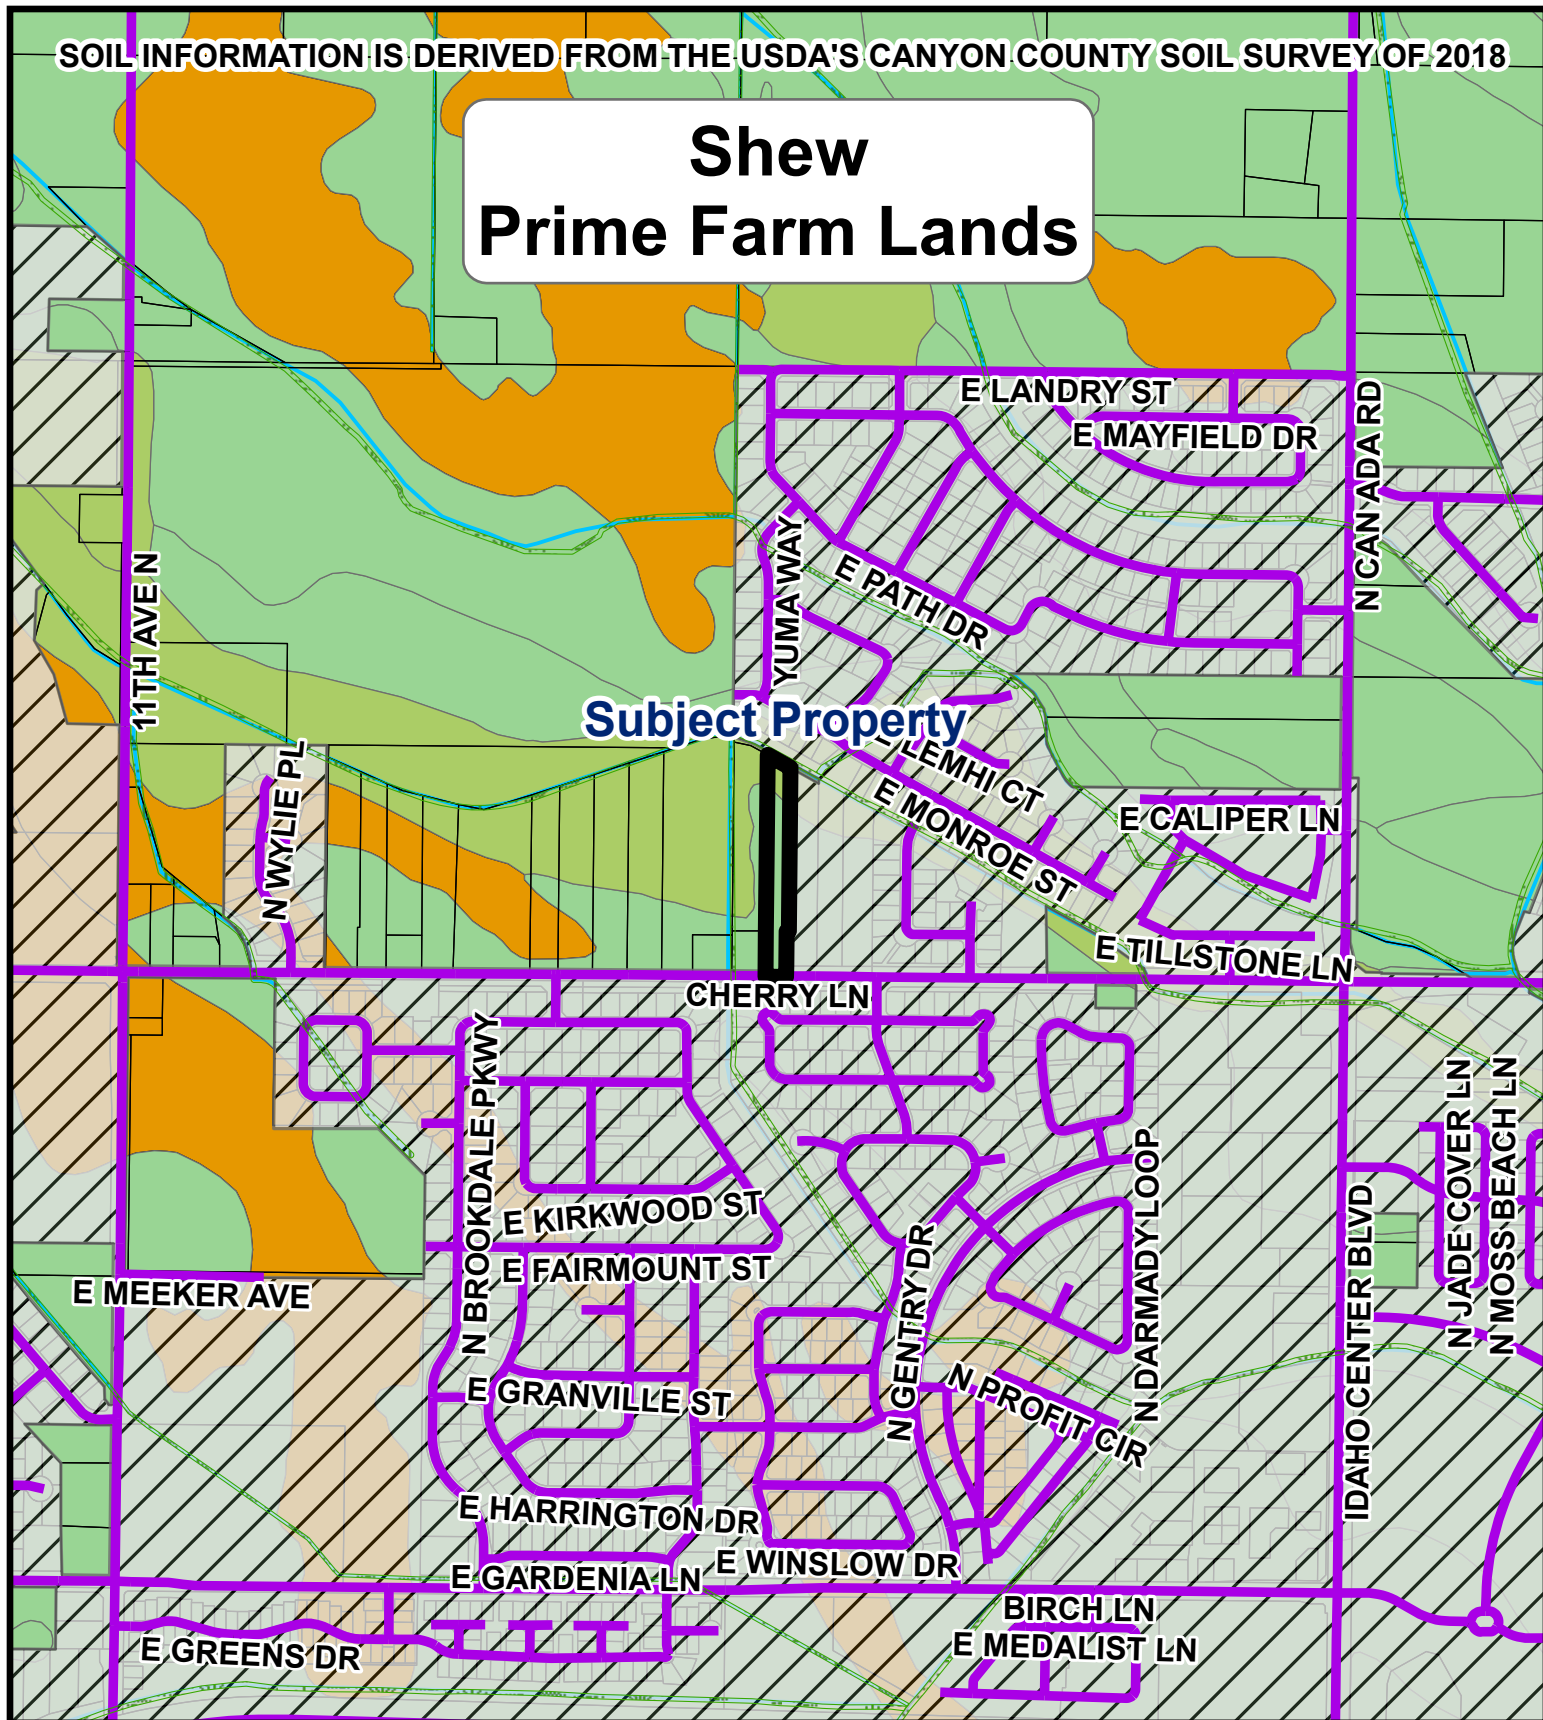 SOIL INFORMATION IS DERIVED FROM THE USDA'S CANYON COUNTY SOIL SURVEY OF 2018
Shew
Prime Farm Lands
E LANDRY ST
E MAYFIELD DR
N CAN ADA RD
YUMA WAY
E PATH DR
11TH AVE N
Subject Property
E LEMHI CT
E MONROE ST
E CALIPER LN
N WYLIE PL
E TILLSTONE LN
CHERRY LN
N BROOKDALE PKWY
N JADE COVER LN
N MOSS BEACH LN
N DARMADY LOOP
IDAHO CENTER BLVD
E KIRKWOOD ST
E FAIRMOUNT ST
N GENTRY DR
E MEEKER AVE
E GRANVILLE ST
N PROFIT CIR
E HARRINGTON DR
E WINSLOW DR
E GARDENIA LN
BIRCH LN
E MEDALIST LN
E GREENS DR